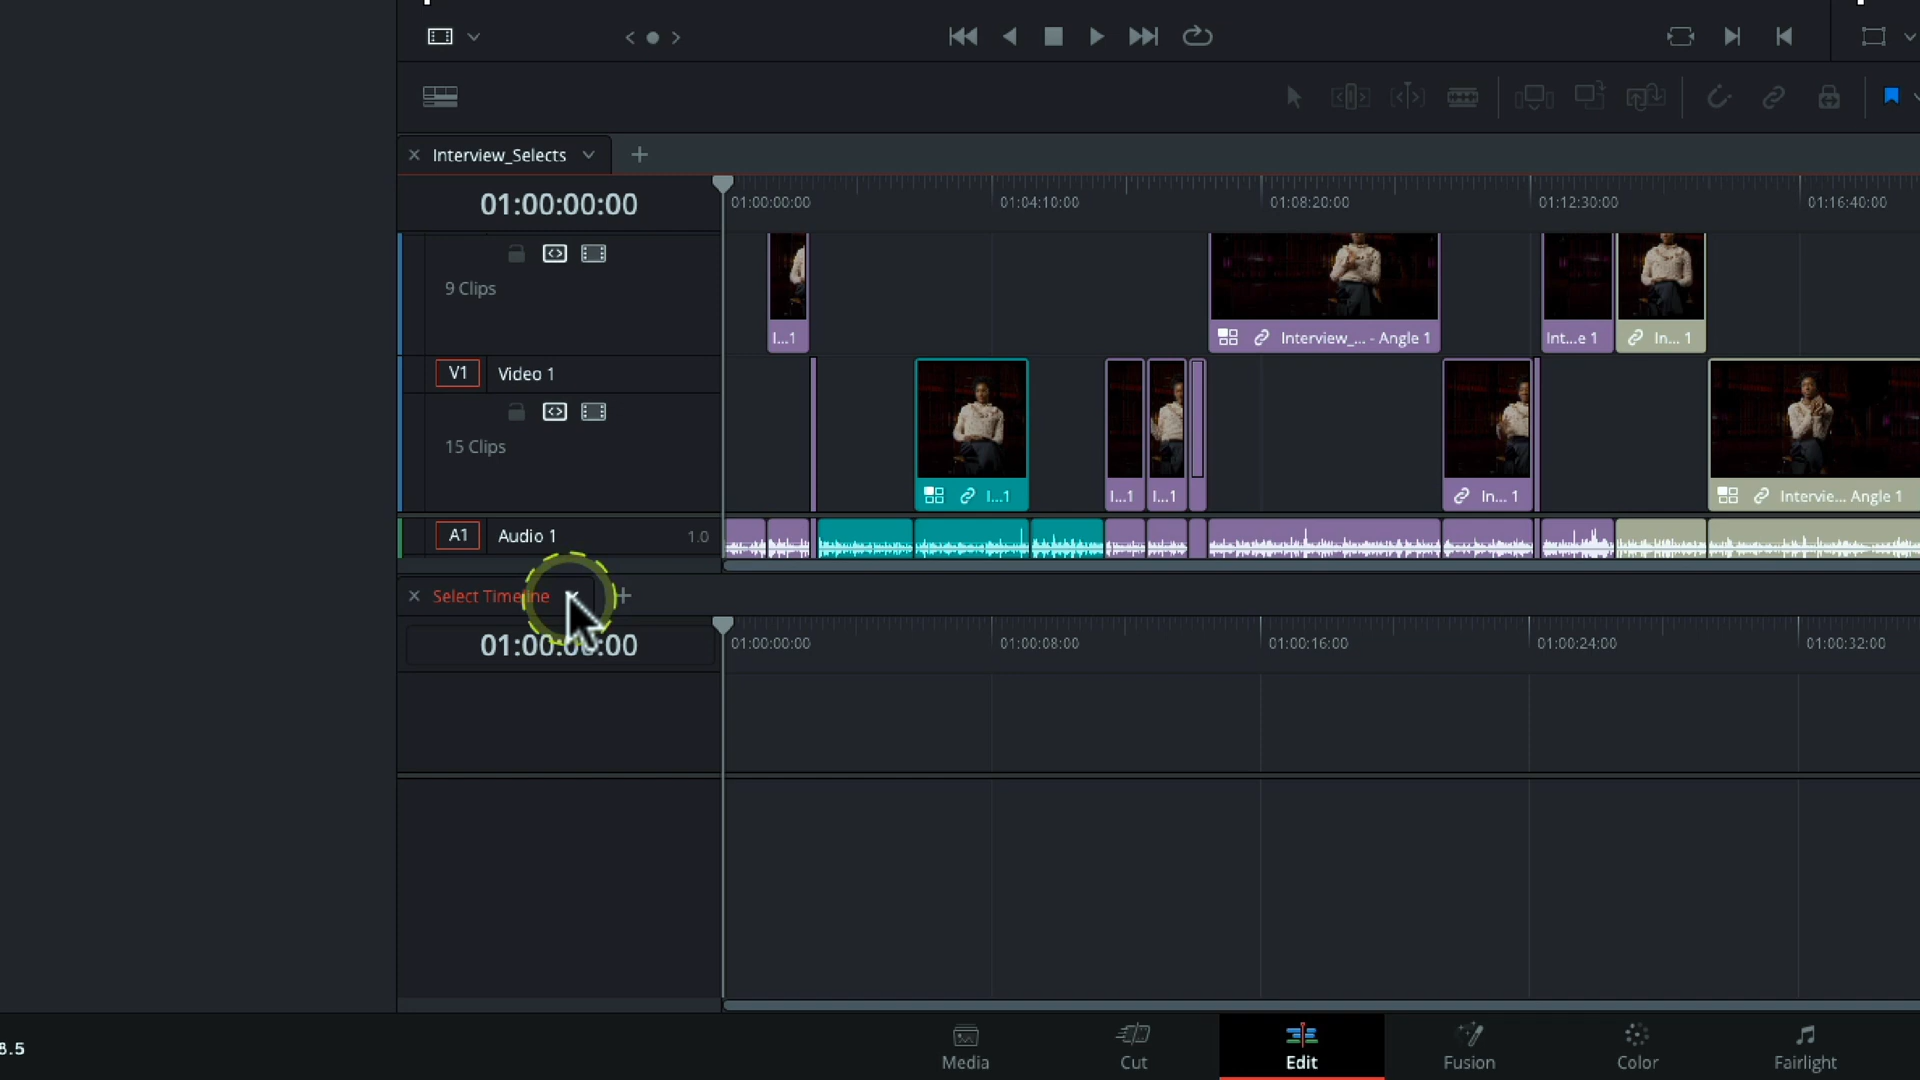 Interview_Selects
01:00:00:00
01:00:00:00 01:04:10:00 01:08:20:00 01:12:30:00 01:16:40:00
9 Clips
I...1 Interview_... - Angle 1 Int...e 1 In... 1
V1 Video 1
15 Clips
I...1 I...1 I...1 In... 1 Intervie... Angle 1
A1 Audio 1 1.0
Select Timeline
01:00:00:00
01:00:00:00 01:00:08:00 01:00:16:00 01:00:24:00 01:00:32:00
8.5
Media Cut Edit Fusion Color Fairlight